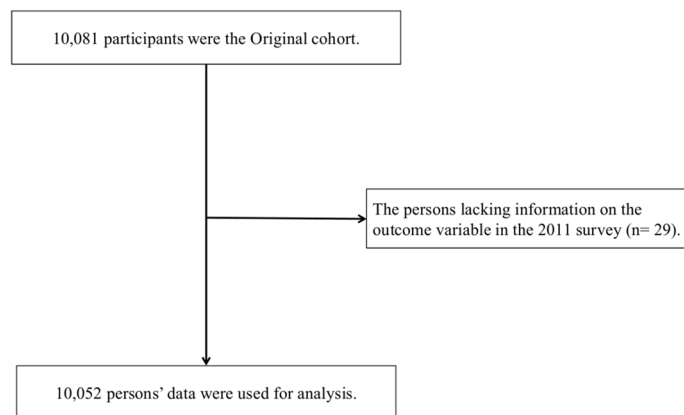 10,081 participants were the Original cohort.
The persons lacking information on the
outcome variable in the 2011 survey (n= 29).
10,052 persons’ data were used for analysis.